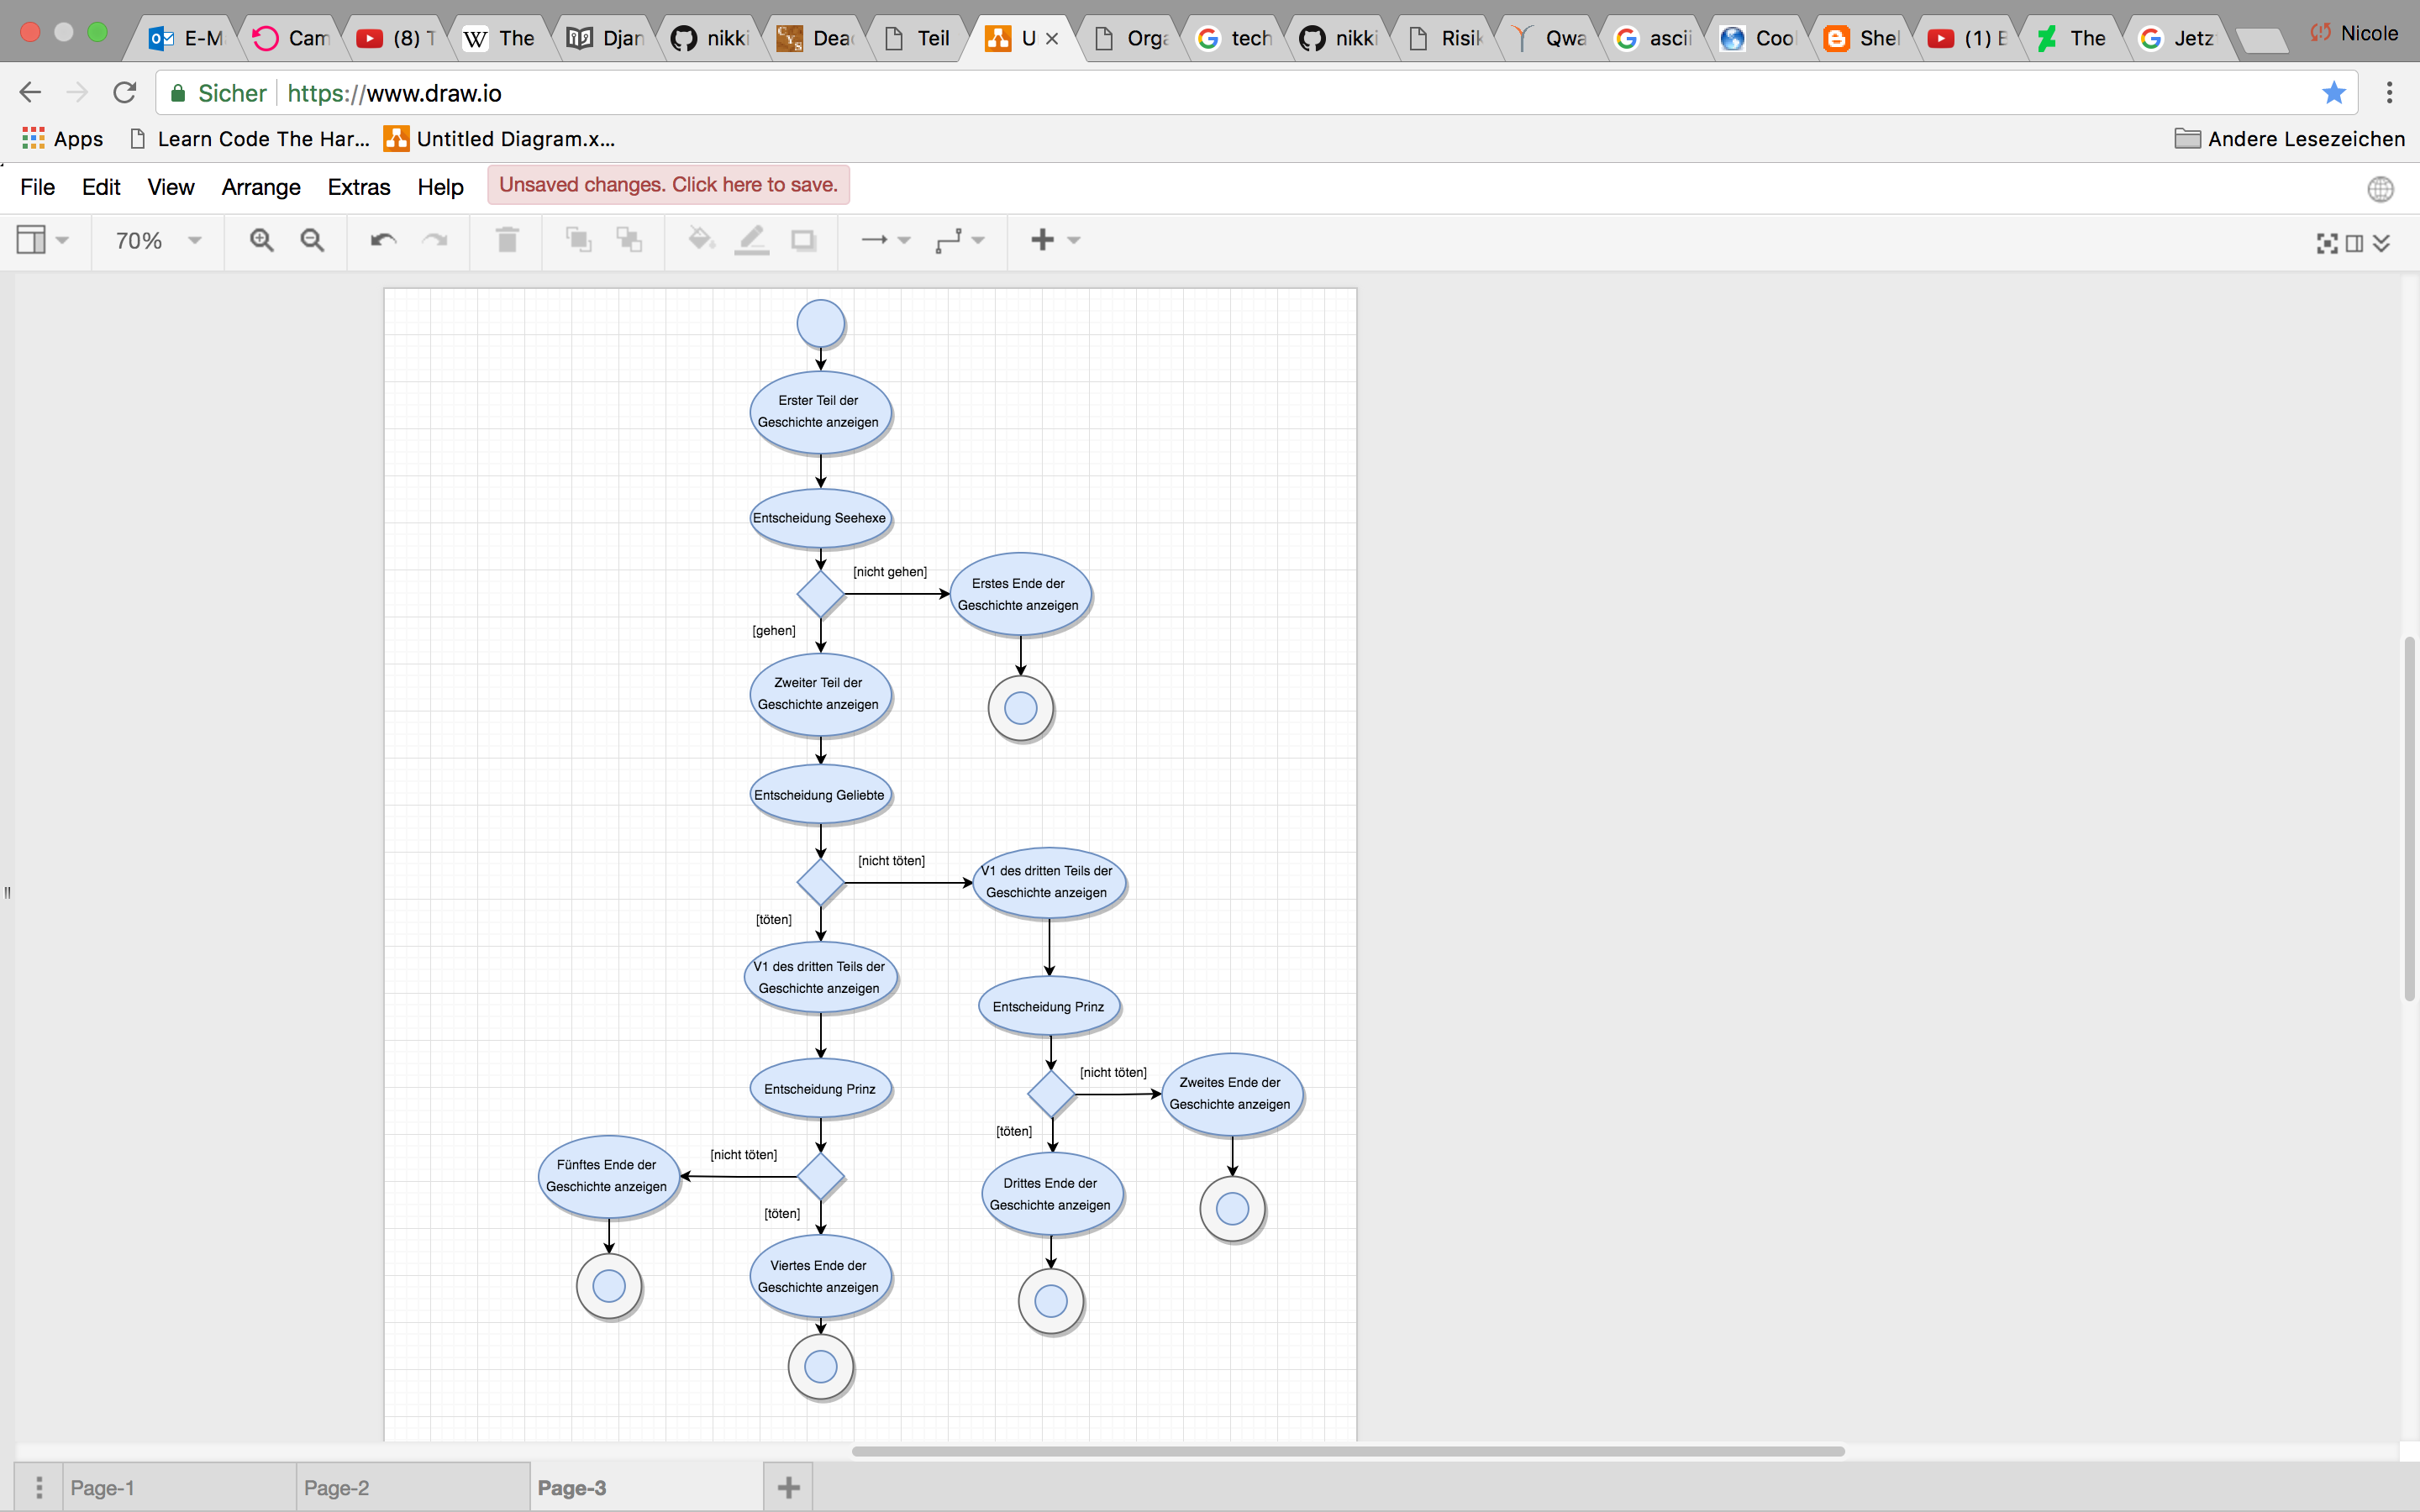 E-M
Cam
(8) T
The
Djan
nikki
Dead
Teil
U
Orga
tech
nikki
Risik
Qwa
ascii
Cool
Shel
(1) E
The
Jetz
Nicole
Sicher
https://www.draw.io
Apps
Learn Code The Har...
Untitled Diagram.x...
Andere Lesezeichen
File Edit View Arrange Extras Help
Unsaved changes. Click here to save.
70%
Erster Teil der
Geschichte anzeigen
Entscheidung Seehexe
[nicht gehen]
Erstes Ende der
Geschichte anzeigen
[gehen]
Zweiter Teil der
Geschichte anzeigen
Entscheidung Geliebte
[nicht töten]
V1 des dritten Teils der
Geschichte anzeigen
[töten]
V1 des dritten Teils der
Geschichte anzeigen
Entscheidung Prinz
Entscheidung Prinz
[nicht töten]
Zweites Ende der
Geschichte anzeigen
[töten]
[nicht töten]
Fünftes Ende der
Geschichte anzeigen
Drittes Ende der
Geschichte anzeigen
[töten]
Viertes Ende der
Geschichte anzeigen
Page-1
Page-2
Page-3